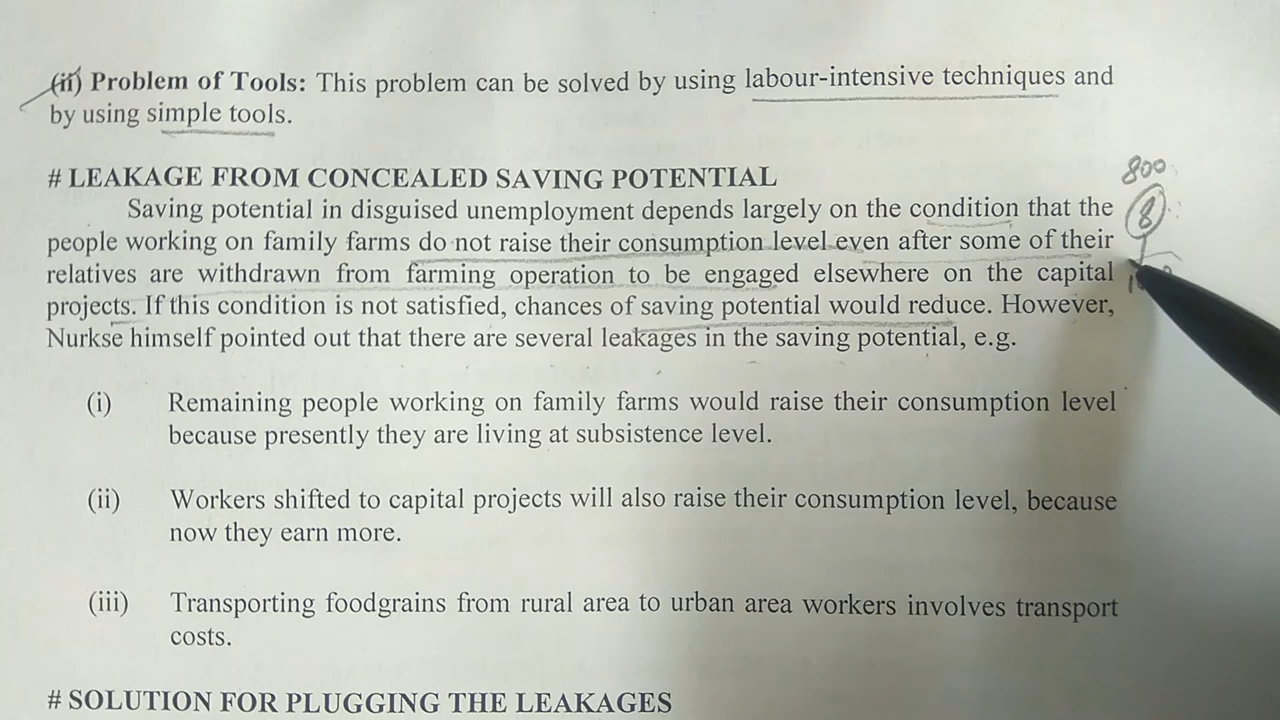 (ii) Problem of Tools: This problem can be solved by using labour-intensive techniques and
by using simple tools.
# LEAKAGE FROM CONCEALED SAVING POTENTIAL
800
Saving potential in disguised unemployment depends largely on the condition that the
8
people working on family farms do not raise their consumption level even after some of their
relatives are withdrawn from farming operation to be engaged elsewhere on the capital
projects. If this condition is not satisfied, chances of saving potential would reduce. However,
Nurkse himself pointed out that there are several leakages in the saving potential, e.g.
(i) Remaining people working on family farms would raise their consumption level
because presently they are living at subsistence level.
(ii) Workers shifted to capital projects will also raise their consumption level, because
now they earn more.
(iii) Transporting foodgrains from rural area to urban area workers involves transport
costs.
# SOLUTION FOR PLUGGING THE LEAKAGES